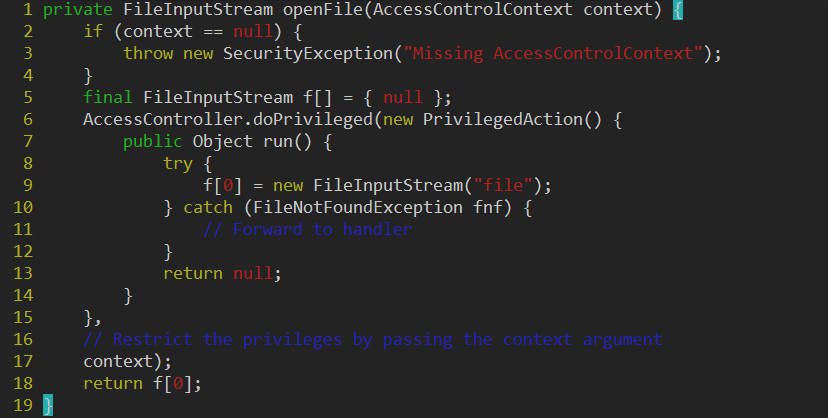 1 private FileInputStream openFile(AccessControlContext context) {
2     if (context == null) {
3         throw new SecurityException("Missing AccessControlContext");
4     }
5     final FileInputStream f[] = { null };
6     AccessController.doPrivileged(new PrivilegedAction() {
7         public Object run() {
8             try {
9                 f[0] = new FileInputStream("file");
10             } catch (FileNotFoundException fnf) {
11                 // Forward to handler
12             }
13             return null;
14         }
15     },
16     // Restrict the privileges by passing the context argument
17     context);
18     return f[0];
19 }